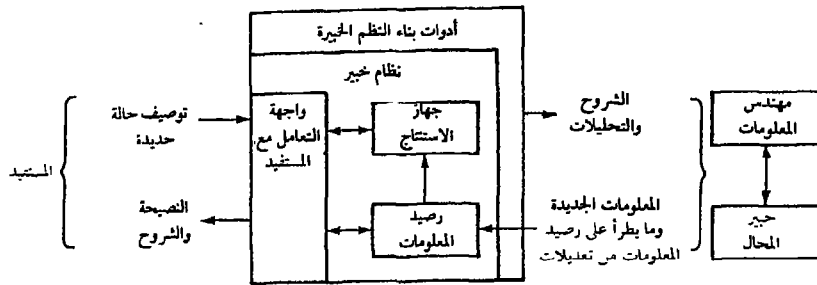 أدوات بناء النظم الخبيرة
نظام خبير
واجهة
التعامل مع
المستفيد
جهاز
الاستنتاج
رصيد
المعلومات
المستفيد
توصيف حالة
جديدة
النصيحة
والشروح
الشروح
والتحليلات
المعلومات الجديدة
وما يطرأ على رصيد
المعلومات من تعديلات
مهندس
المعلومات
خبير
المجال